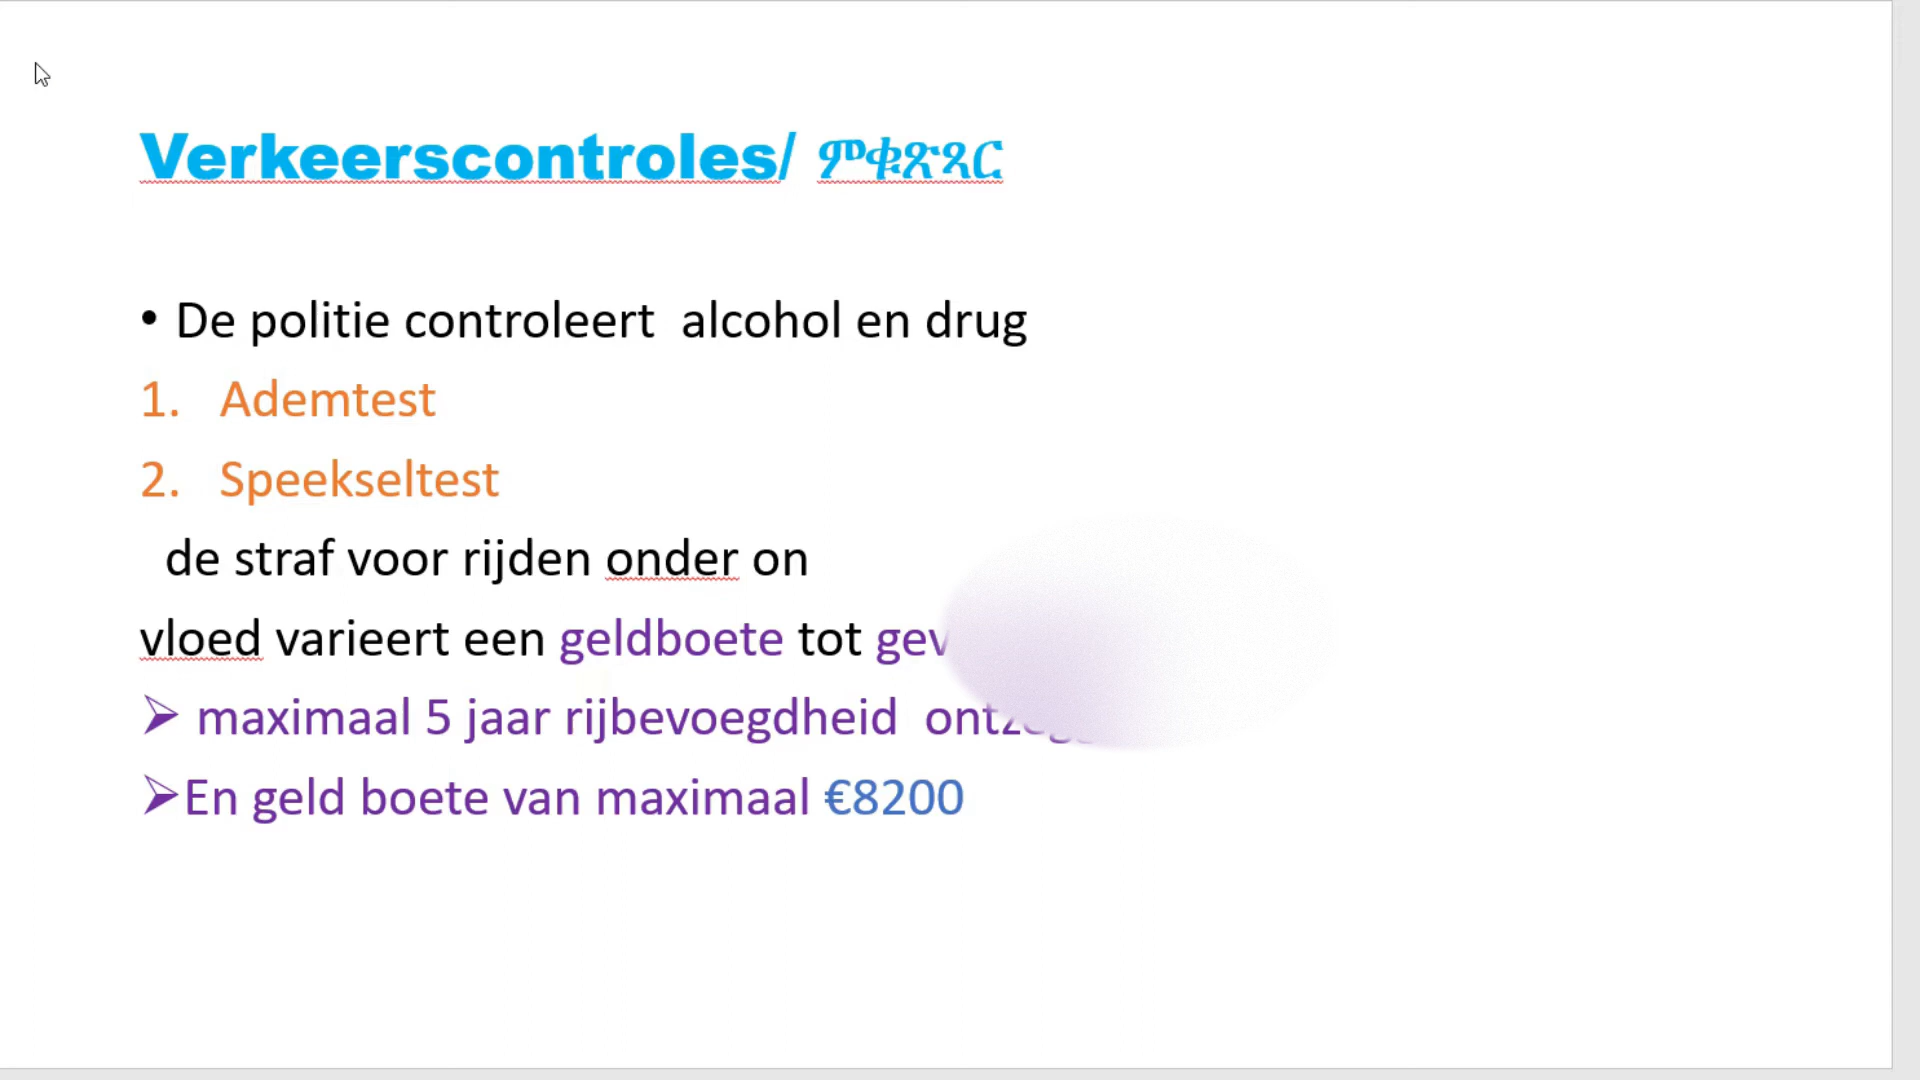 Verkeerscontroles/ ምቁጽጻር
• De politie controleert alcohol en drug
1. Ademtest
2. Speekseltest
de straf voor rijden onder on
vloed varieert een geldboete tot
➢ maximaal 5 jaar rijbevoegdheid
➢En geld boete van maximaal €8200